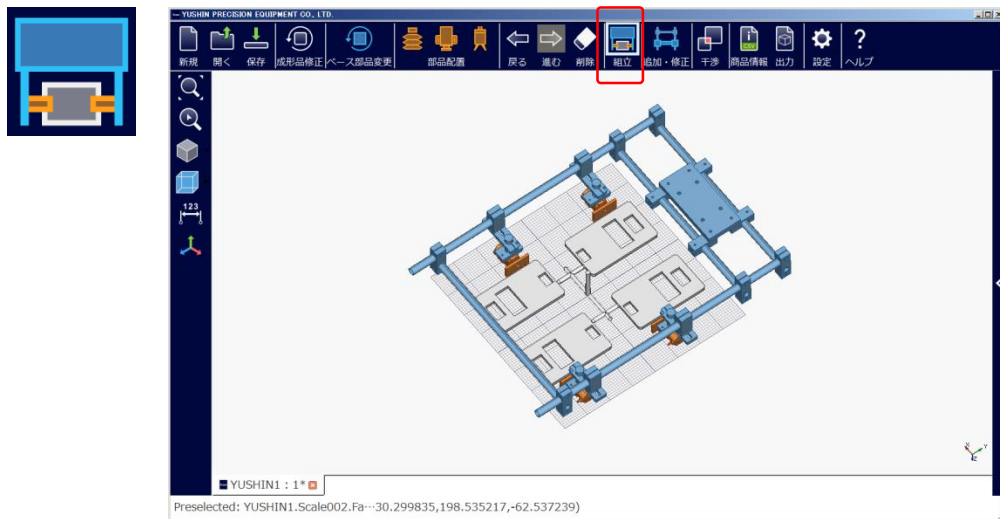 YUSHIN PRECISION EQUIPMENT CO., LTD.
新規 開く 保存 成形品修正 ベース部品変更 部品配置 戻る 進む 削除 組立 追加・修正 干渉 商品情報 出力 設定 ヘルプ
CSV
123
X Y Z
YUSHIN1 : 1*
Preselected: YUSHIN1.Scale002.Fa…30.299835,198.535217,-62.537239)